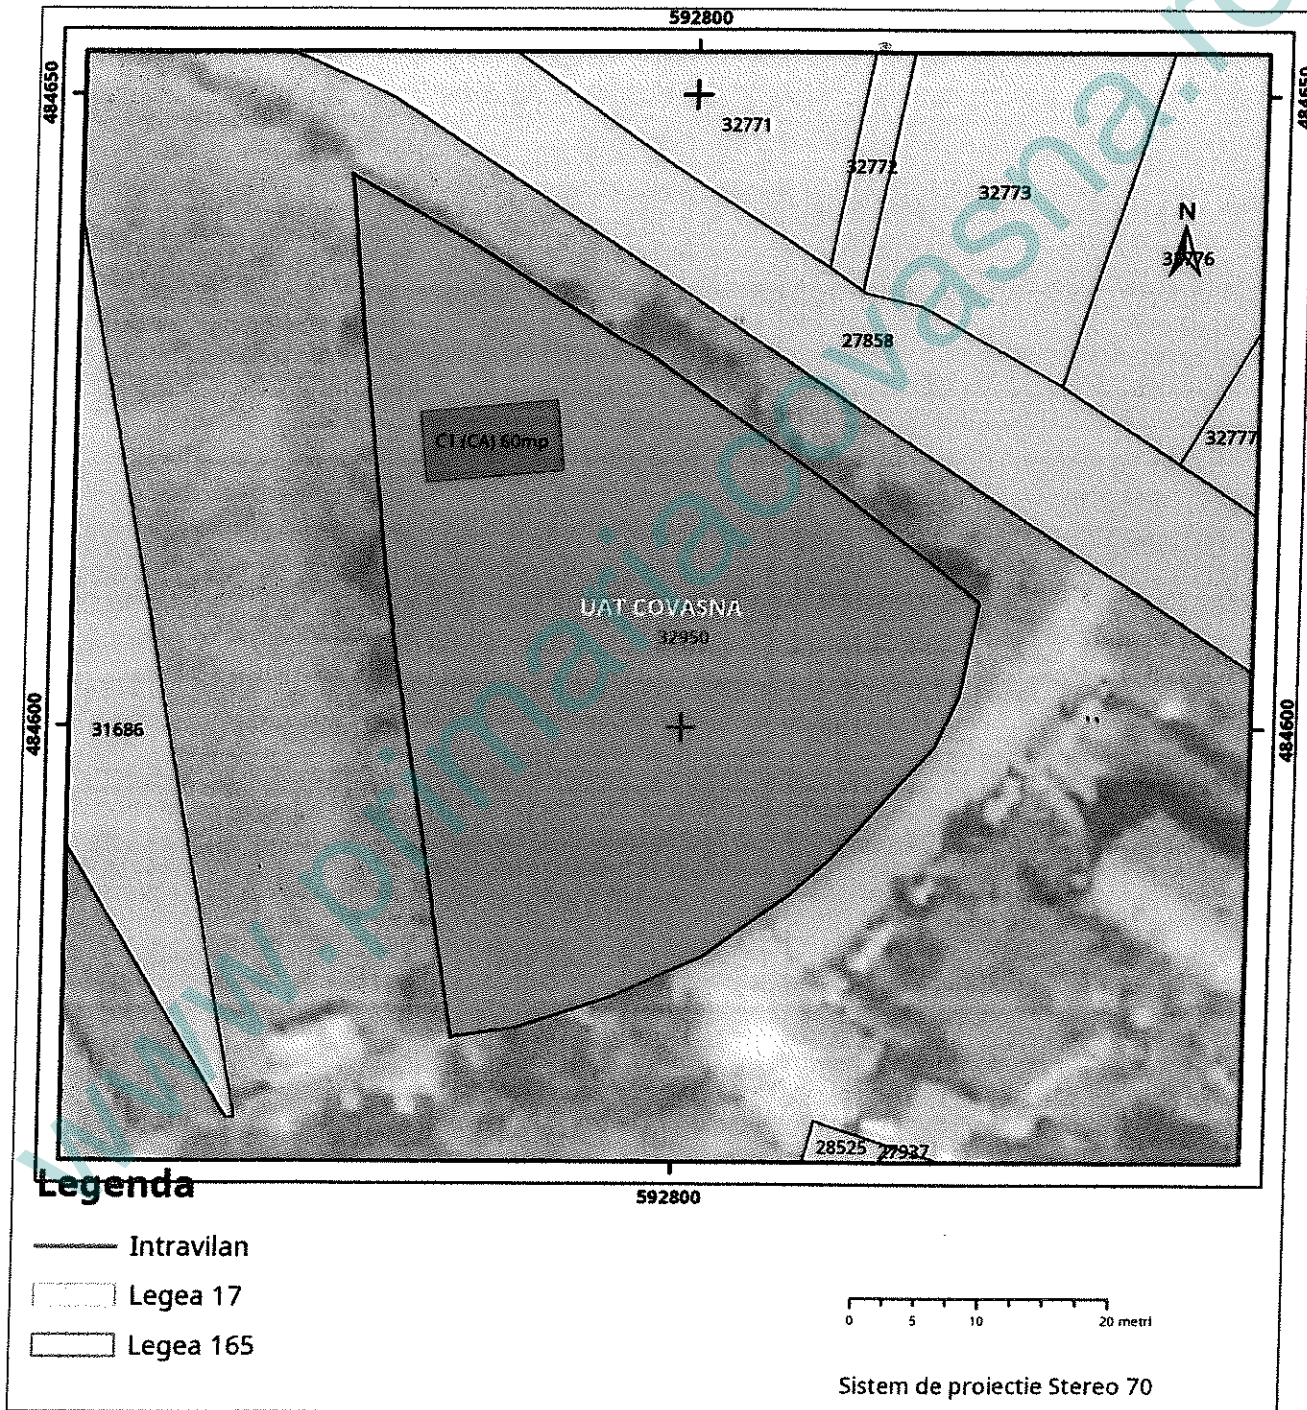 592800
484650
484650
32771
32772
32773
N
27858
32777
C1 (CA) 60mp
UAT COVASNA
32950
484600
31686
484600
28525
27937
Legenda
592800
Intravilan
Legea 17
Legea 165
0 5 10 20 metri
Sistem de proiectie Stereo 70
www.primariacovasna.ro